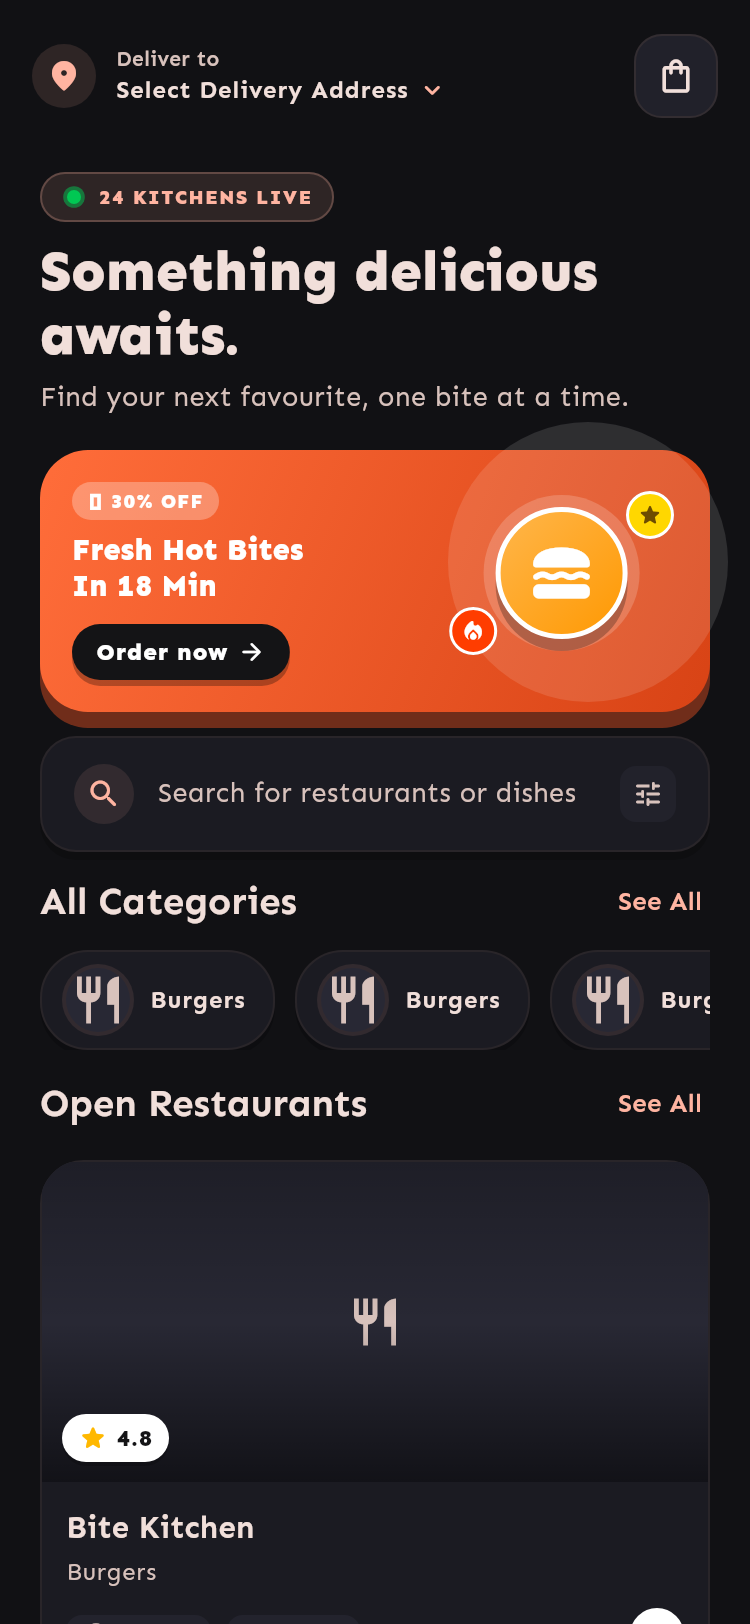 Deliver to
Select Delivery Address
24 KITCHENS LIVE
Something delicious
awaits.
Find your next favourite, one bite at a time.
30% OFF
Fresh Hot Bites
In 18 Min
Order now
Search for restaurants or dishes
All Categories
See All
Burgers
Burgers
Burg
Open Restaurants
See All
4.8
Bite Kitchen
Burgers